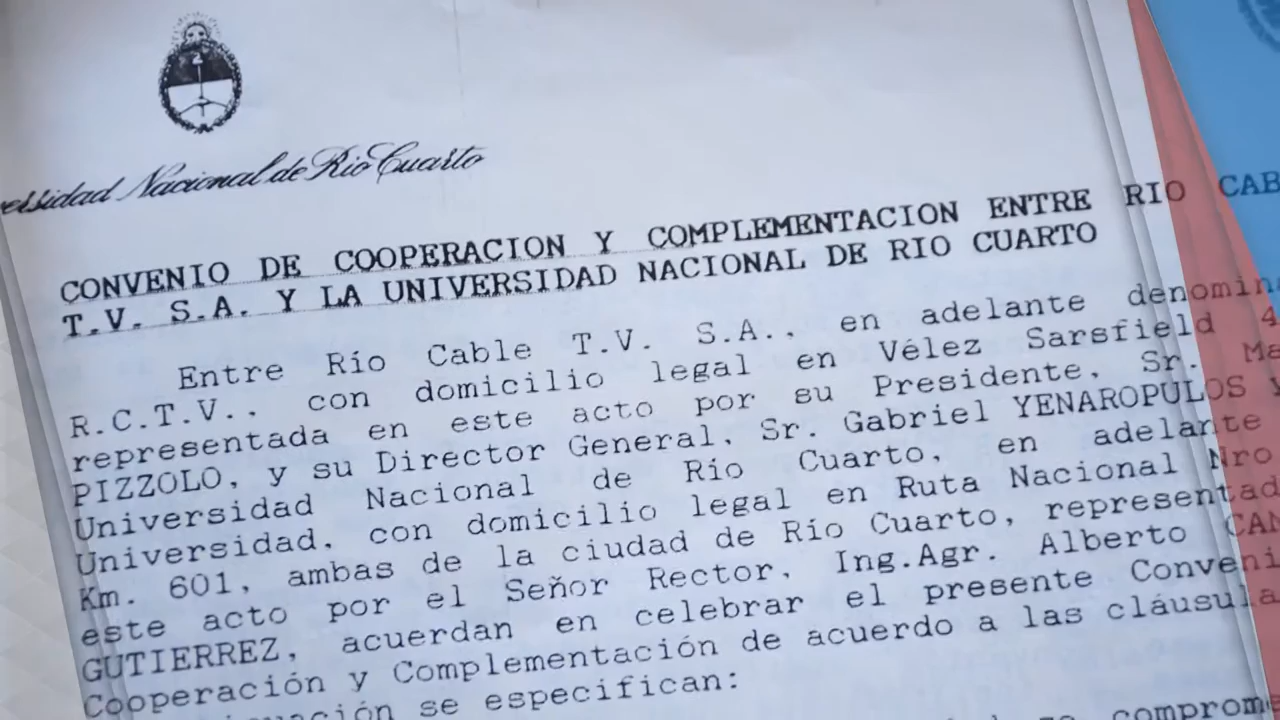 Nacional de Río Cuarto
CONVENIO DE COOPERACION Y COMPLEMENTACION ENTRE RIO
T.V. S.A. Y LA UNIVERSIDAD NACIONAL DE RIO CUARTO
Entre Río Cable T.V. S.A., en adelante
R.C.T.V., con domicilio legal en Vélez Sarsfield
representada en este acto por su Presidente, Sr.
PIZZOLO, y su Director General, Sr. Gabriel YENAROPULOS y
Universidad Nacional de Río Cuarto, en adelante
Universidad, con domicilio legal en Ruta Nacional Nro
Km. 601, ambas de la ciudad de Río Cuarto,
este acto por el Señor Rector, Ing.Agr. Alberto
GUTIERREZ, acuerdan en celebrar el presente
Cooperación y Complementación de acuerdo a las
se especifican: